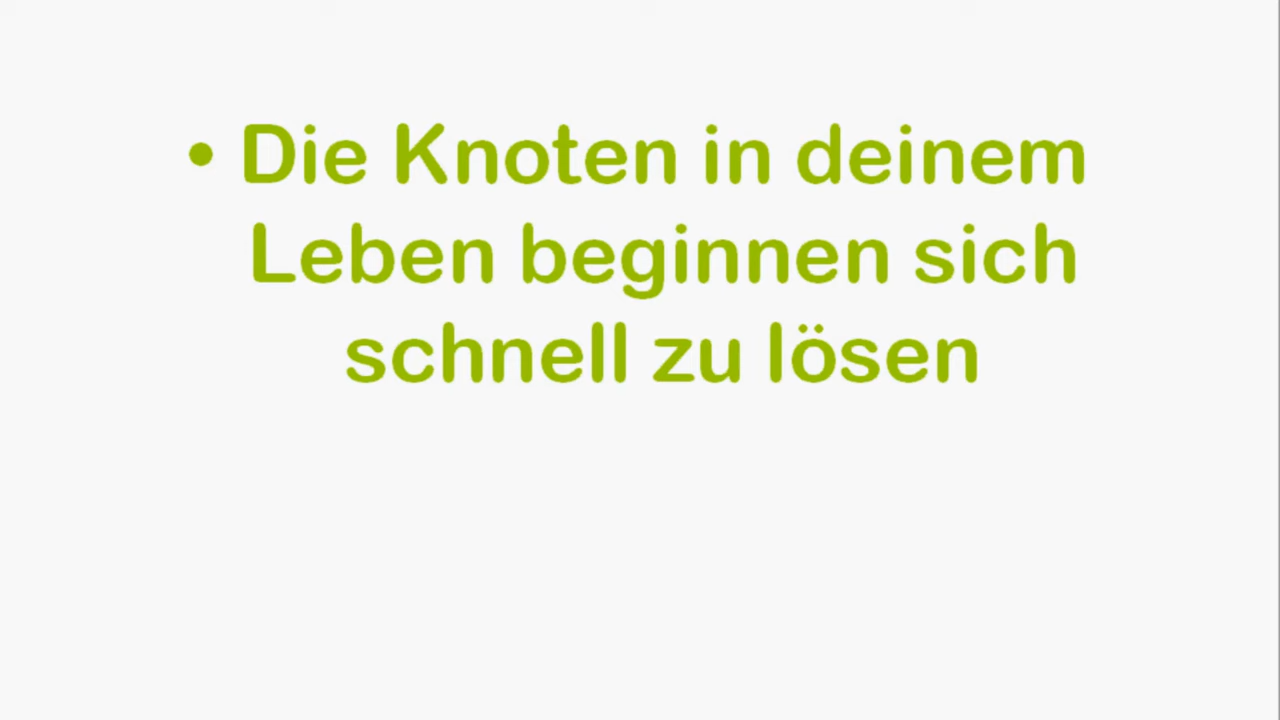 • Die Knoten in deinem
Leben beginnen sich
schnell zu lösen